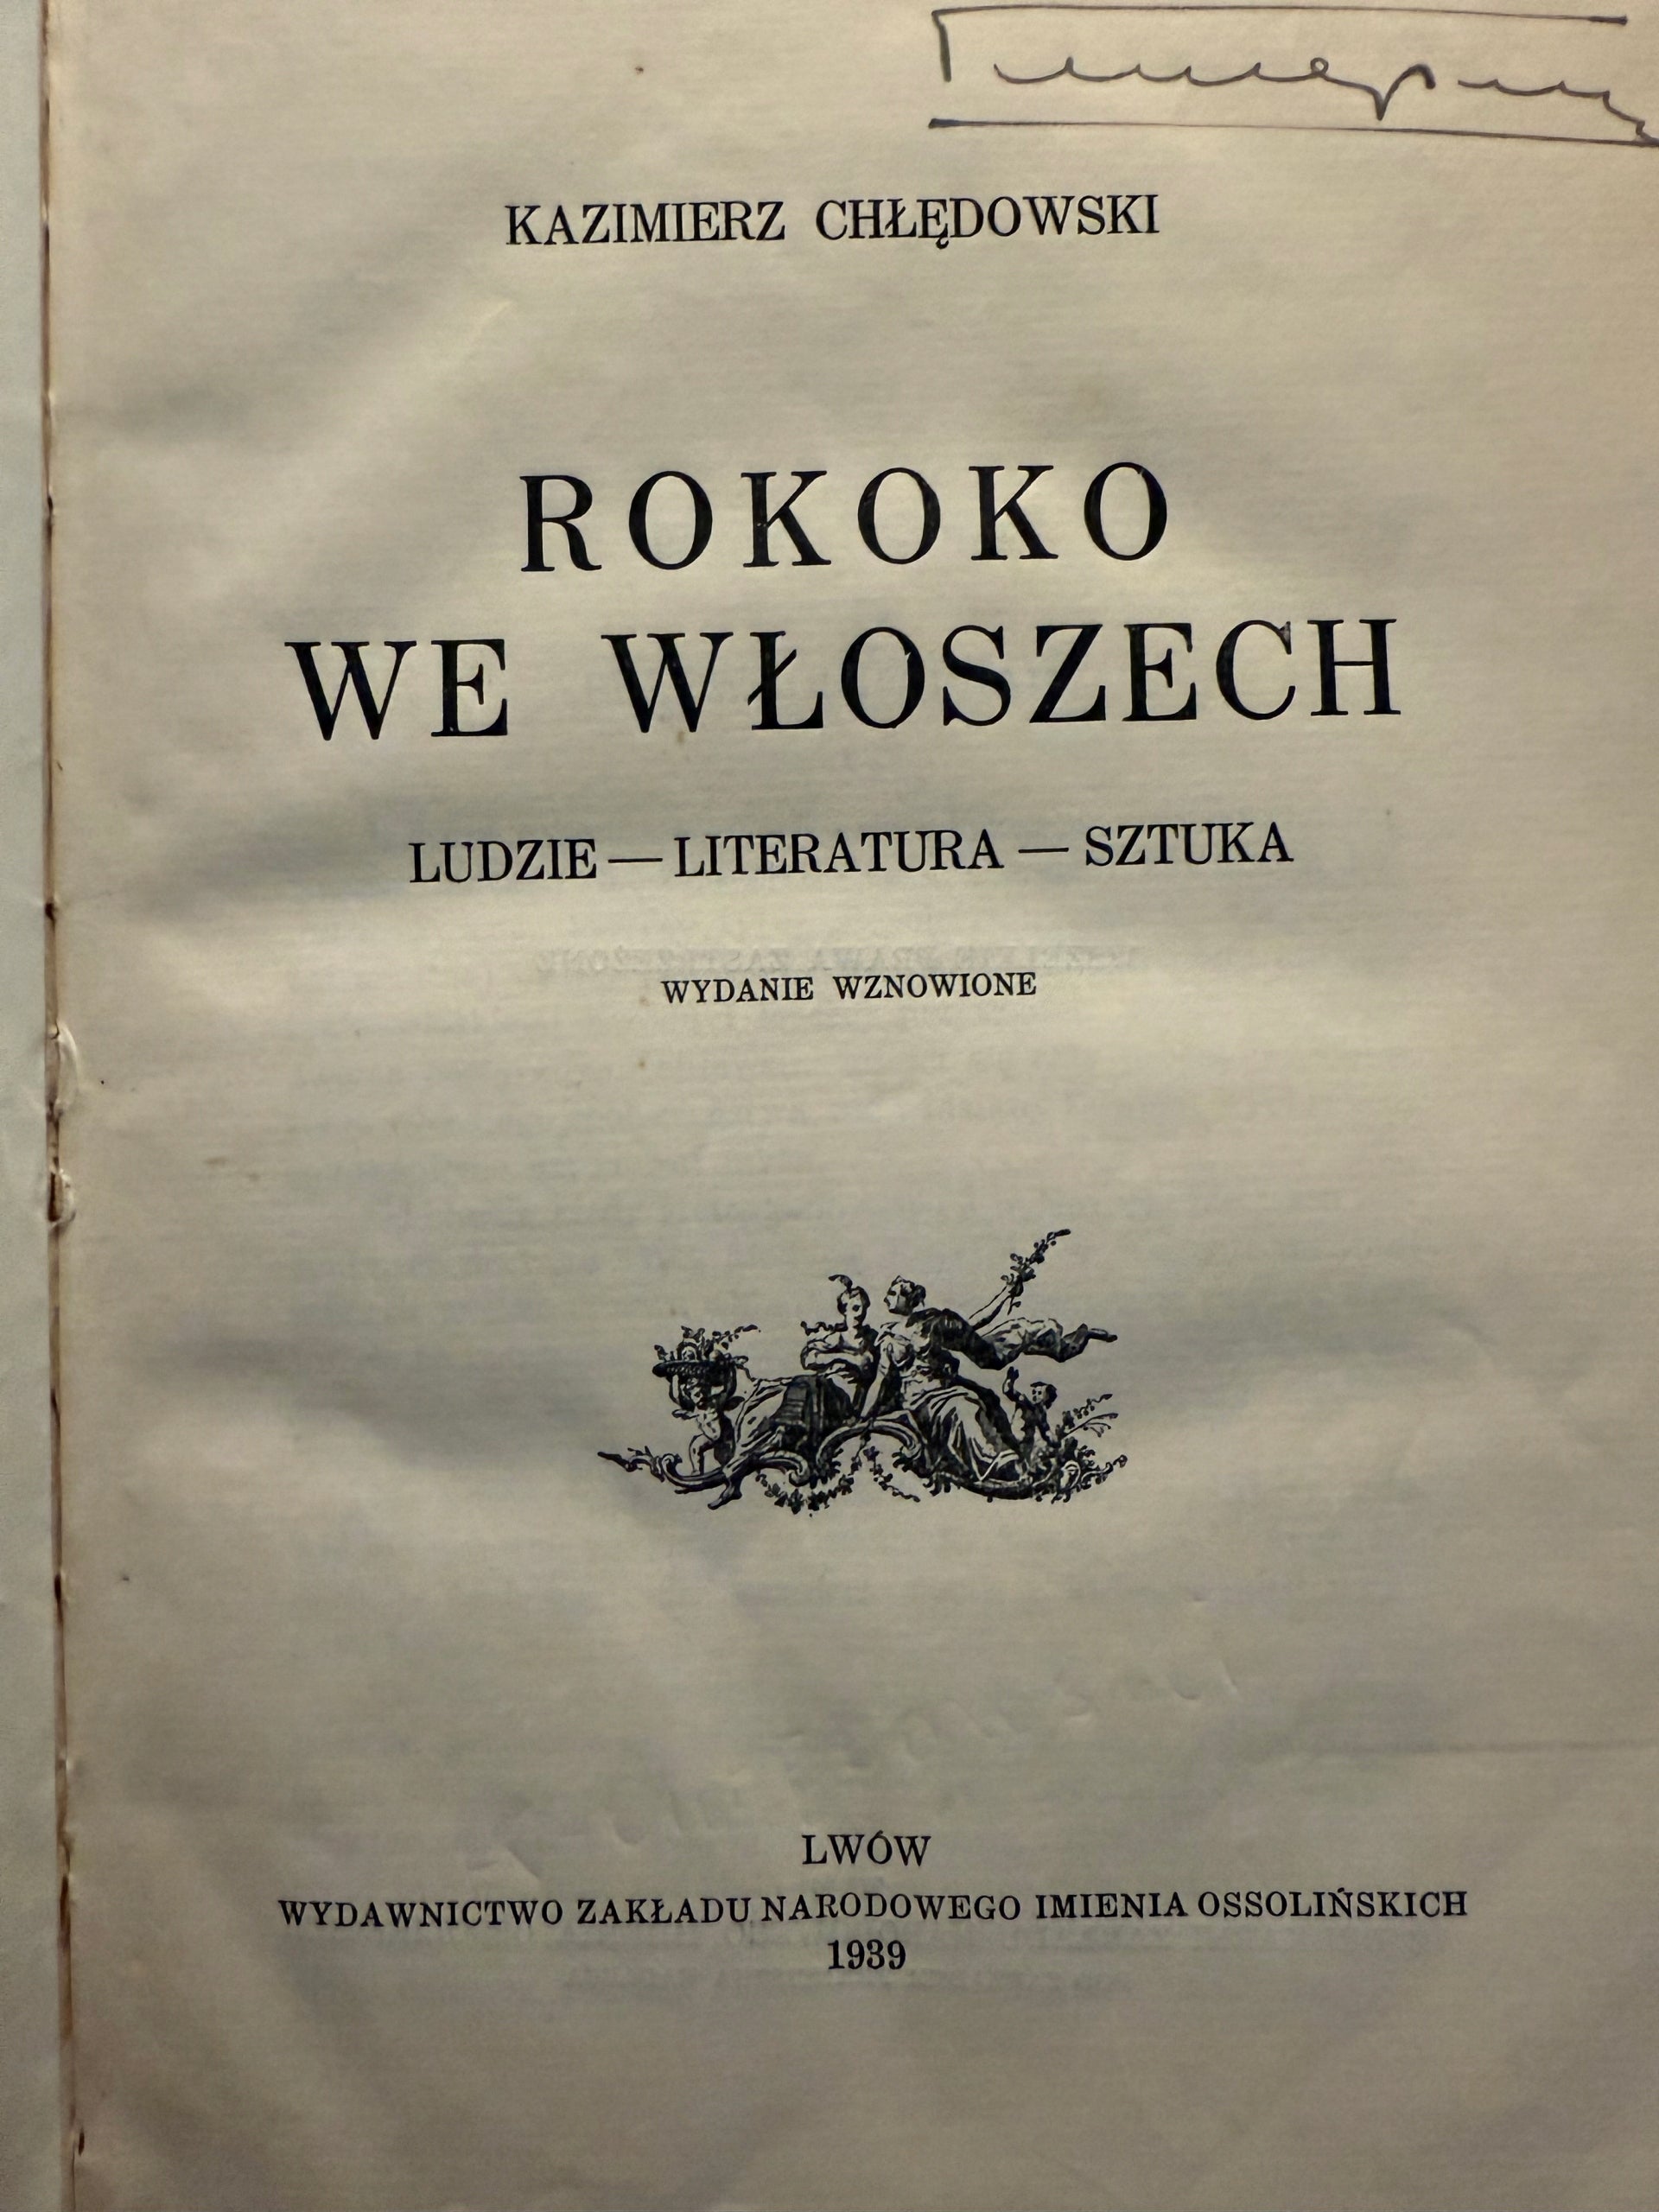 KAZIMIERZ CHŁĘDOWSKI
ROKOKO
WE WŁOSZECH
LUDZIE — LITERATURA — SZTUKA
WYDANIE WZNOWIONE
LWÓW
WYDAWNICTWO ZAKŁADU NARODOWEGO IMIENIA OSSOLIŃSKICH
1939